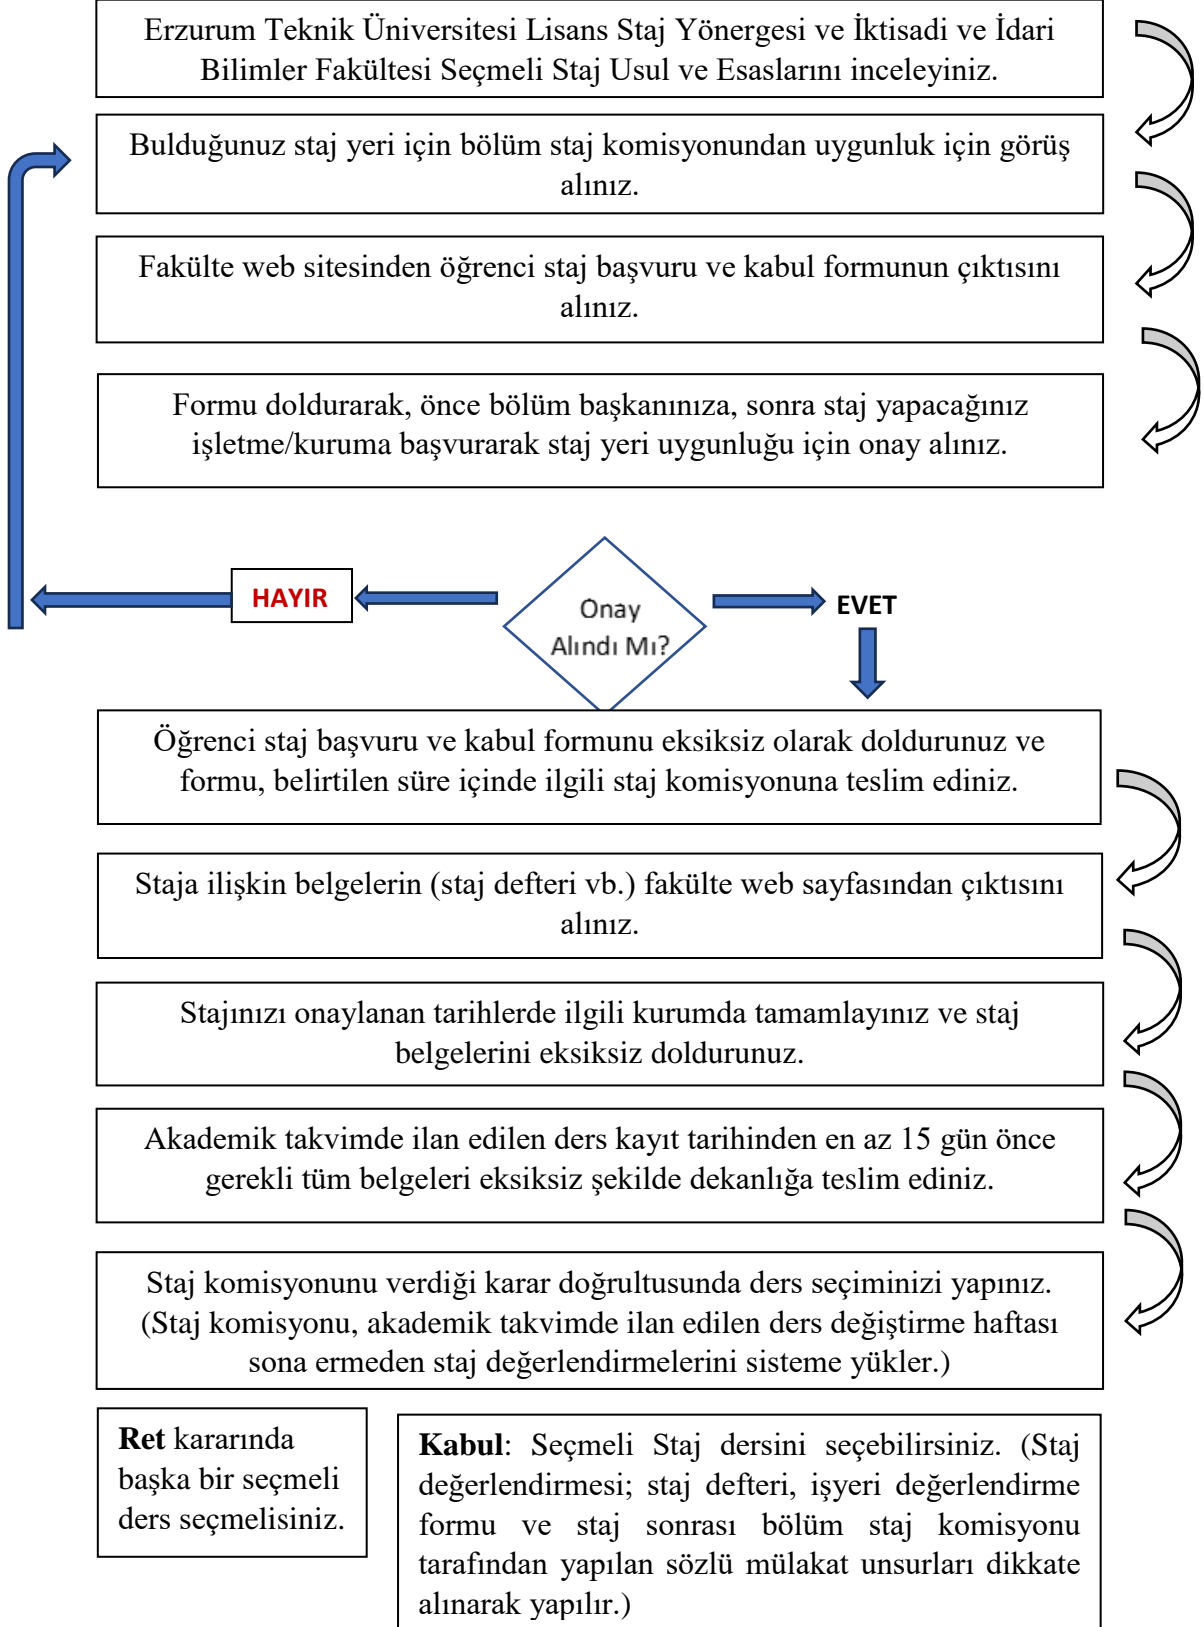 Erzurum Teknik Üniversitesi Lisans Staj Yönergesi ve İktisadi ve İdari
Bilimler Fakültesi Seçmeli Staj Usul ve Esaslarını inceleyiniz.
Bulduğunuz staj yeri için bölüm staj komisyonundan uygunluk için görüş
alınız.
Fakülte web sitesinden öğrenci staj başvuru ve kabul formunun çıktısını
alınız.
Formu doldurarak, önce bölüm başkanınıza, sonra staj yapacağınız
işletme/kuruma başvurarak staj yeri uygunluğu için onay alınız.
HAYIR
Onay
Alındı Mı?
EVET
Öğrenci staj başvuru ve kabul formunu eksiksiz olarak doldurunuz ve
formu, belirtilen süre içinde ilgili staj komisyonuna teslim ediniz.
Staja ilişkin belgelerin (staj defteri vb.) fakülte web sayfasından çıktısını
alınız.
Stajınızı onaylanan tarihlerde ilgili kurumda tamamlayınız ve staj
belgelerini eksiksiz doldurunuz.
Akademik takvimde ilan edilen ders kayıt tarihinden en az 15 gün önce
gerekli tüm belgeleri eksiksiz şekilde dekanlığa teslim ediniz.
Staj komisyonunu verdiği karar doğrultusunda ders seçiminizi yapınız.
(Staj komisyonu, akademik takvimde ilan edilen ders değiştirme haftası
sona ermeden staj değerlendirmelerini sisteme yükler.)
Ret kararında
başka bir seçmeli
ders seçmelisiniz.
Kabul: Seçmeli Staj dersini seçebilirsiniz. (Staj
değerlendirmesi; staj defteri, işyeri değerlendirme
formu ve staj sonrası bölüm staj komisyonu
tarafından yapılan sözlü mülakat unsurları dikkate
alınarak yapılır.)